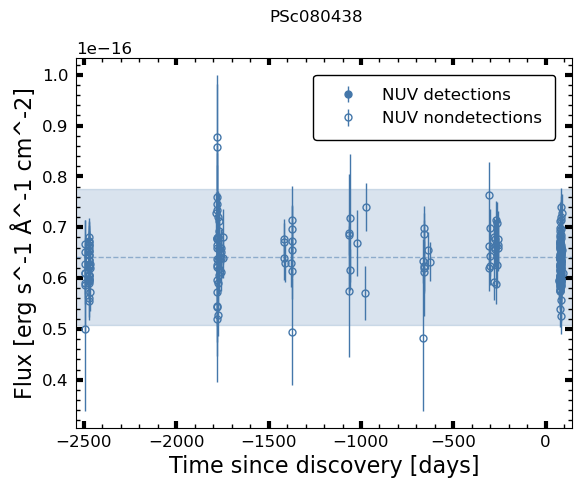 PSc080438
1e−16
1.0
0.9
0.8
0.7
0.6
0.5
0.4
Flux [erg s^-1 Å^-1 cm^-2]
NUV detections
NUV nondetections
−2500 −2000 −1500 −1000 −500 0
Time since discovery [days]